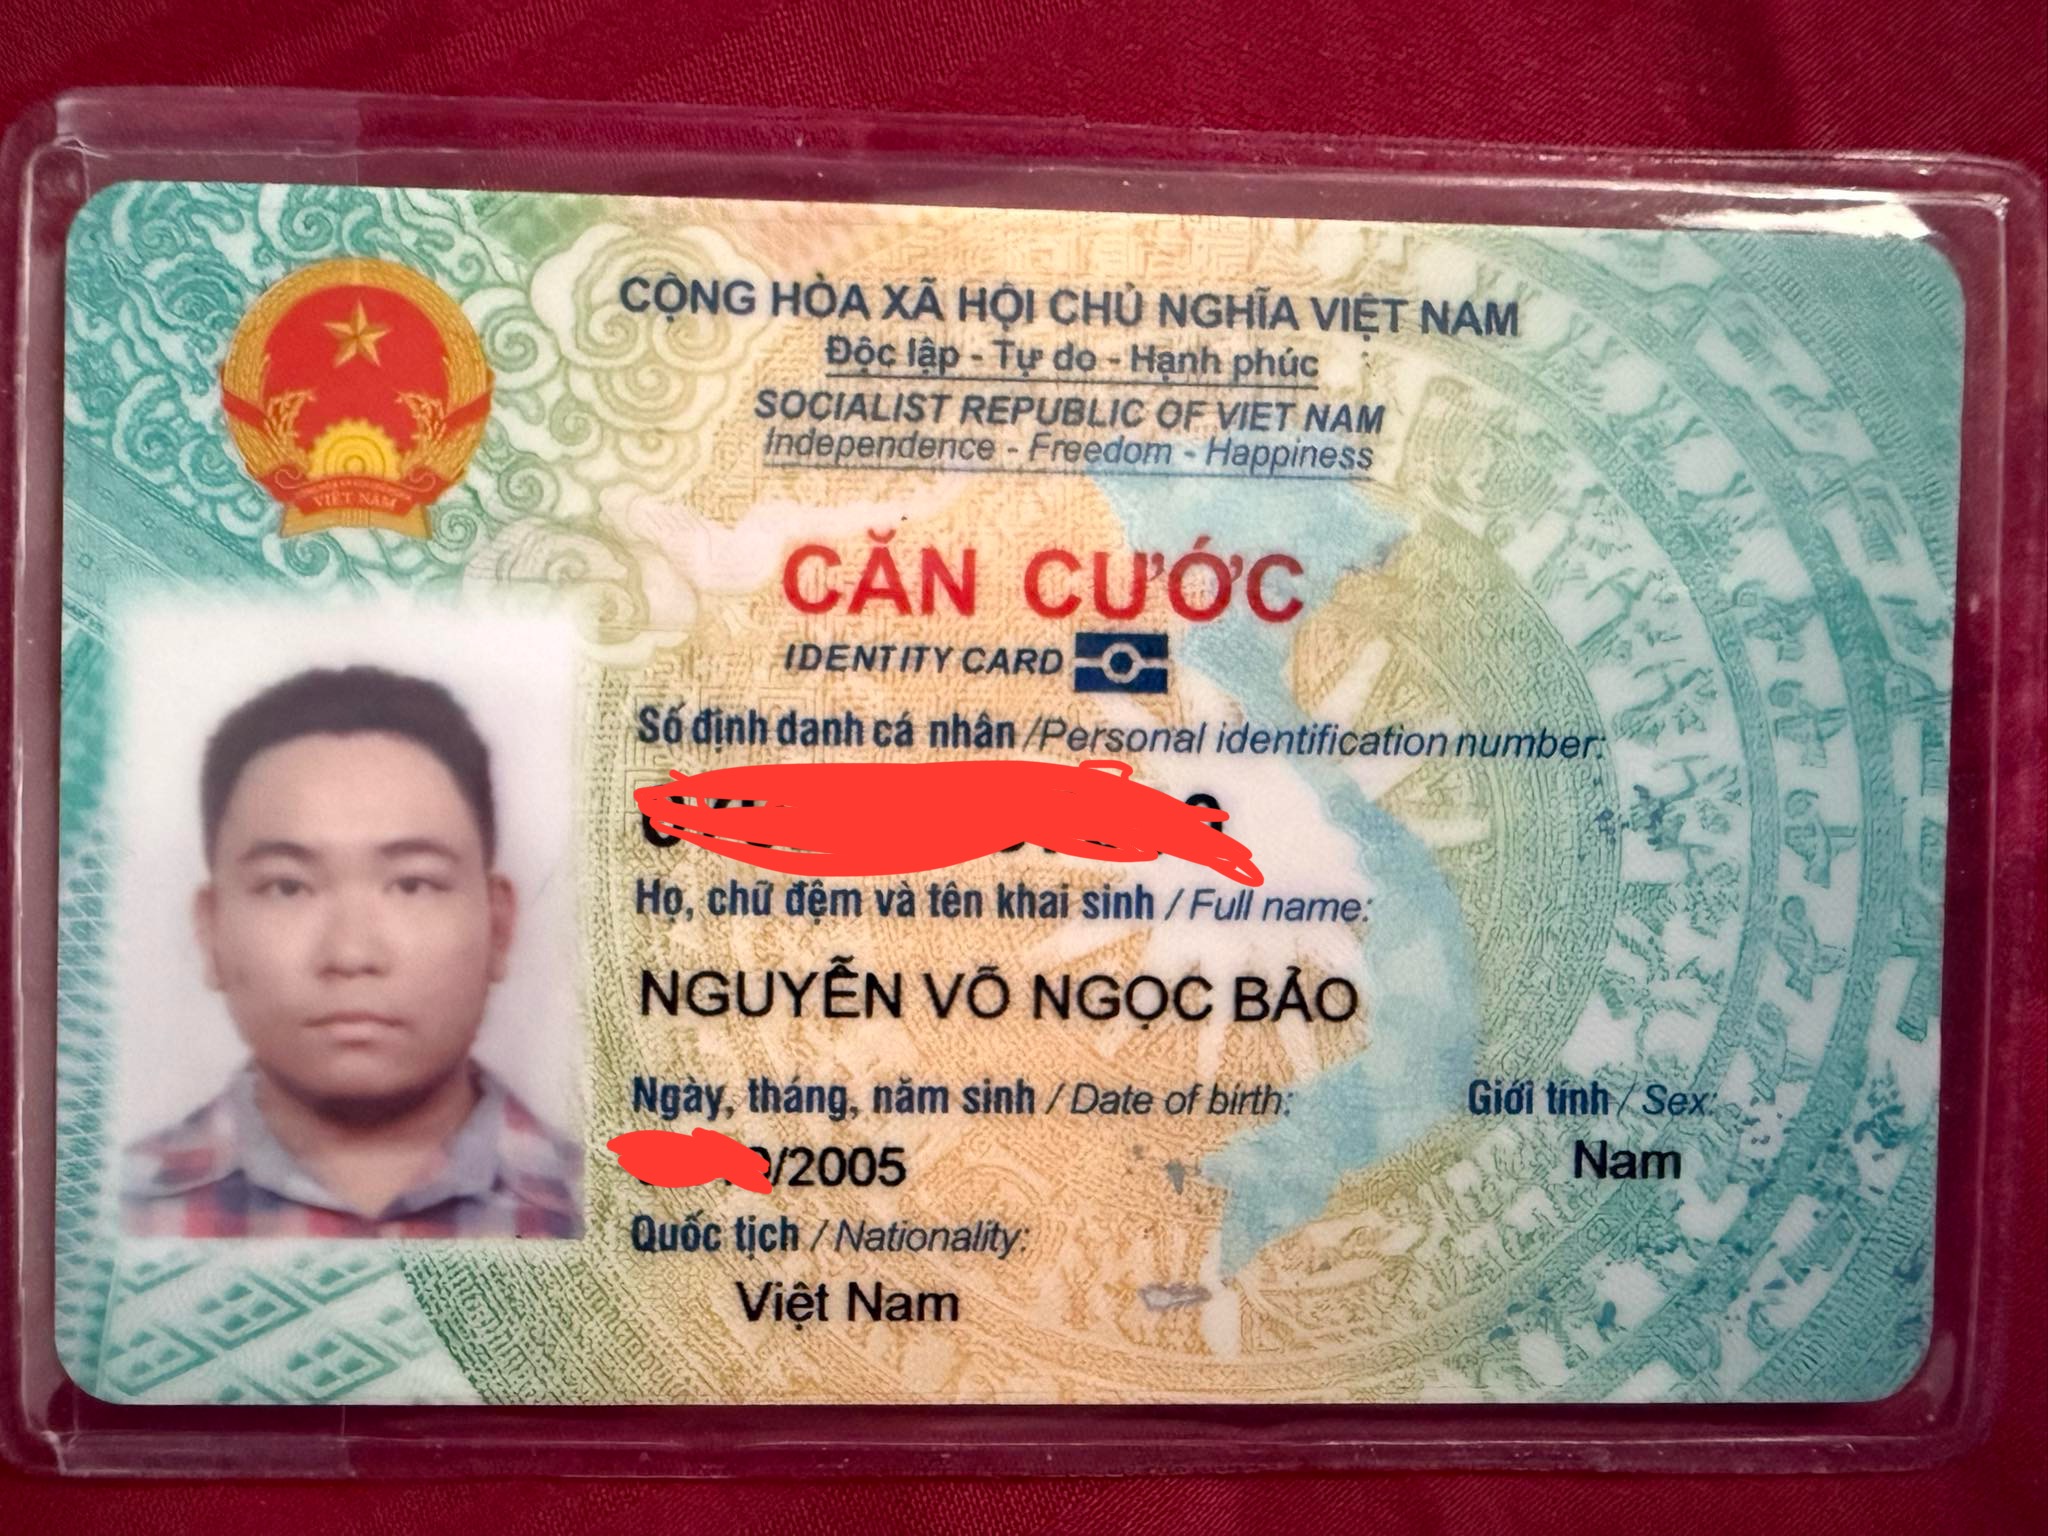 CỘNG HÒA XÃ HỘI CHỦ NGHĨA VIỆT NAM
Độc lập - Tự do - Hạnh phúc
SOCIALIST REPUBLIC OF VIET NAM
Independence - Freedom - Happiness
VIỆT NAM
CĂN CƯỚC
IDENTITY CARD
Số định danh cá nhân /Personal identification number:
Họ, chữ đệm và tên khai sinh / Full name:
NGUYỄN VÕ NGỌC BẢO
Ngày, tháng, năm sinh / Date of birth: Giới tính / Sex:
/2005 Nam
Quốc tịch / Nationality:
Việt Nam